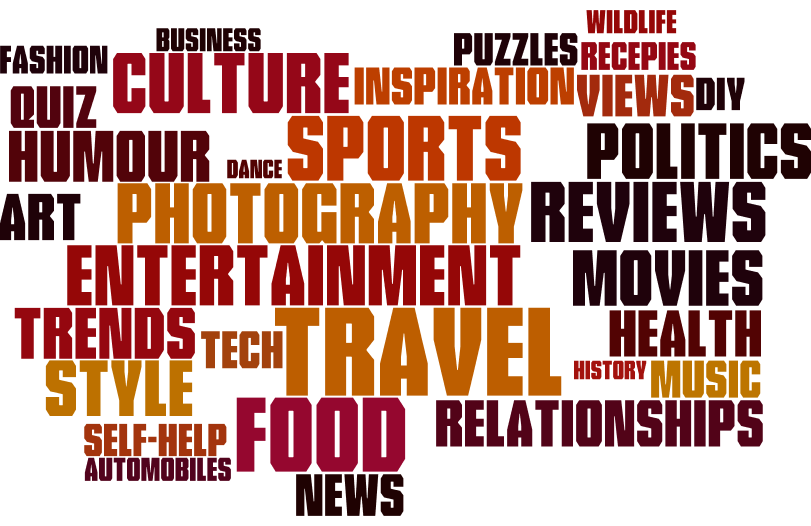 WILDLIFE
BUSINESS
PUZZLES
FASHION
RECEPIES
CULTURE
INSPIRATION
VIEWS
DIY
QUIZ
SPORTS
POLITICS
HUMOUR
DANCE
PHOTOGRAPHY
REVIEWS
ART
ENTERTAINMENT
MOVIES
TRENDS
TRAVEL
HEALTH
TECH
HISTORY
STYLE
MUSIC
FOOD
RELATIONSHIPS
SELF-HELP
AUTOMOBILES
NEWS